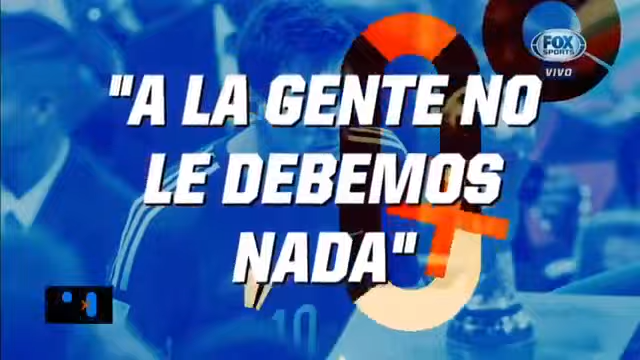 FOX
SPORTS
VIVO
"A LA GENTE NO
LE DEBEMOS
NADA"
10